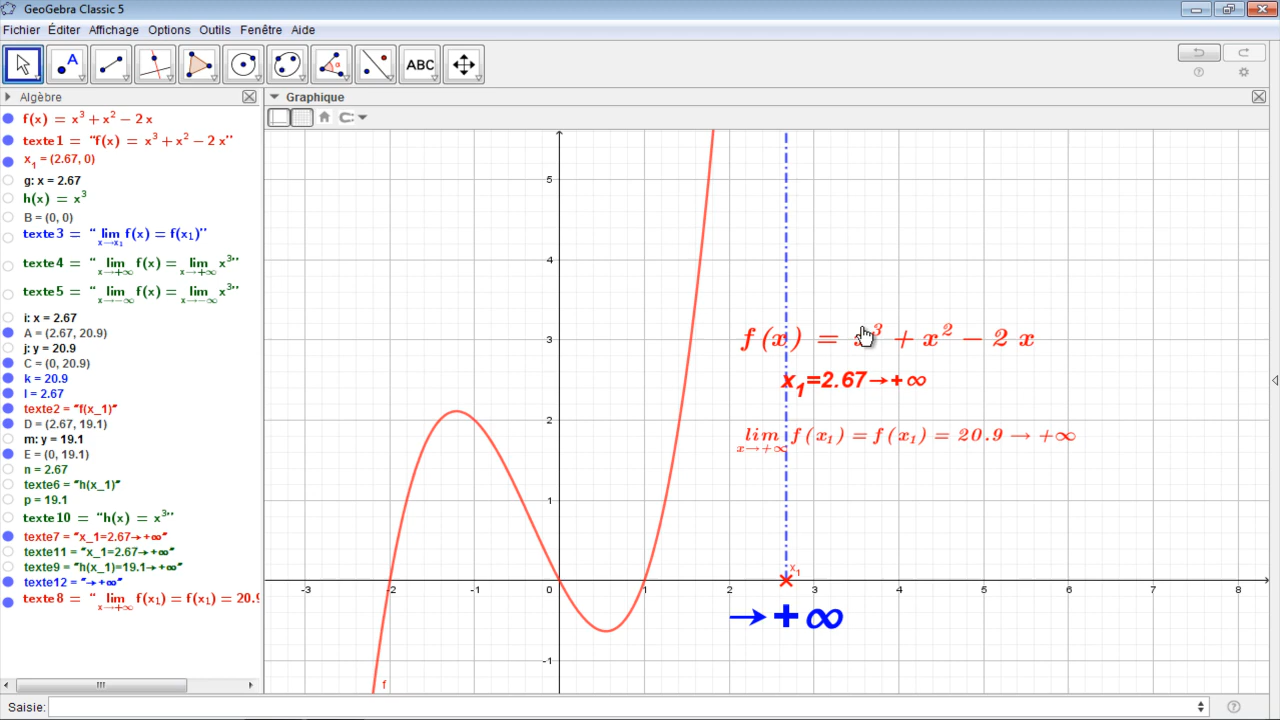 GeoGebra Classic 5
Fichier Éditer Affichage Options Outils Fenêtre Aide
ABC
Algèbre
Graphique
f(x) = x³ + x² − 2 x
texte1 = “f(x) = x³ + x² − 2 x”
x₁ = (2.67, 0)
g: x = 2.67
h(x) = x³
B = (0, 0)
texte3 = “lim x→x₁ f(x) = f(x₁)”
texte4 = “lim x→+∞ f(x) = lim x→+∞ x³”
texte5 = “lim x→−∞ f(x) = lim x→−∞ x³”
i: x = 2.67
A = (2.67, 20.9)
j: y = 20.9
C = (0, 20.9)
k = 20.9
l = 2.67
texte2 = "f(x_1)"
D = (2.67, 19.1)
m: y = 19.1
E = (0, 19.1)
n = 2.67
texte6 = "h(x_1)"
p = 19.1
texte10 = “h(x) = x³”
texte7 = "x_1=2.67→+∞"
texte11 = "x_1=2.67→+∞"
texte9 = "h(x_1)=19.1→+∞"
texte12 = "→+∞"
texte8 = “lim x→+∞ f(x₁) = f(x₁) = 20.9
5
4
3
2
1
-1
-3 -2 -1 0 1 2 3 4 5 6 7 8
f(x) = x³ + x² − 2 x
x₁=2.67→+∞
lim x→+∞ f(x₁) = f(x₁) = 20.9 → +∞
x₁
→+∞
f
Saisie: